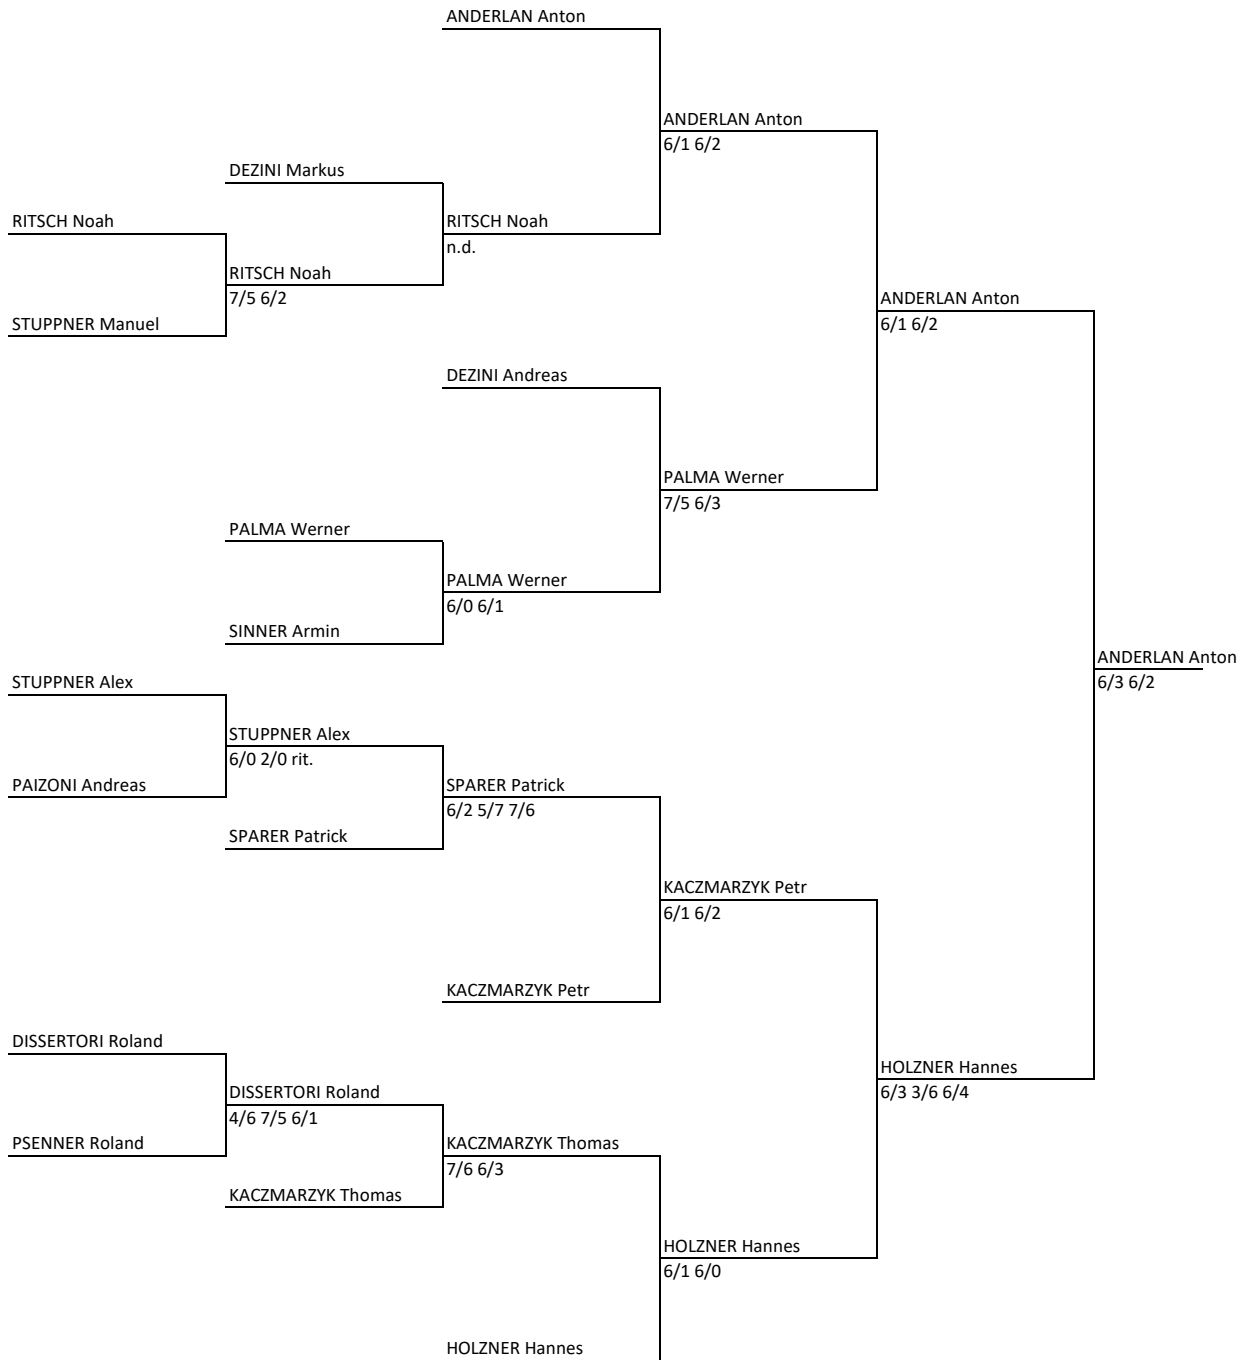 ANDERLAN Anton
ANDERLAN Anton
6/1 6/2
DEZINI Markus
RITSCH Noah
RITSCH Noah
n.d.
RITSCH Noah
7/5 6/2
ANDERLAN Anton
6/1 6/2
STUPPNER Manuel
DEZINI Andreas
PALMA Werner
7/5 6/3
PALMA Werner
PALMA Werner
6/0 6/1
SINNER Armin
ANDERLAN Anton
6/3 6/2
STUPPNER Alex
STUPPNER Alex
6/0 2/0 rit.
PAIZONI Andreas
SPARER Patrick
6/2 5/7 7/6
SPARER Patrick
KACZMARZYK Petr
6/1 6/2
KACZMARZYK Petr
DISSERTORI Roland
HOLZNER Hannes
6/3 3/6 6/4
DISSERTORI Roland
4/6 7/5 6/1
PSENNER Roland
KACZMARZYK Thomas
7/6 6/3
KACZMARZYK Thomas
HOLZNER Hannes
6/1 6/0
HOLZNER Hannes